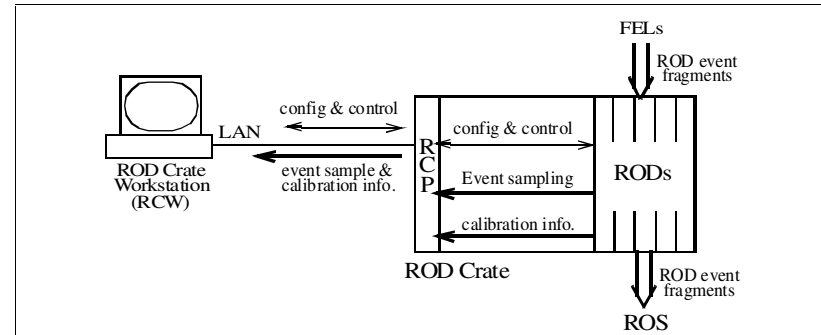 FELs
ROD event
fragments
config & control
LAN
event sample &
calibration info.
ROD Crate
Workstation
(RCW)
RCP
config & control
Event sampling
calibration info.
RODs
ROD Crate
ROD event
fragments
ROS